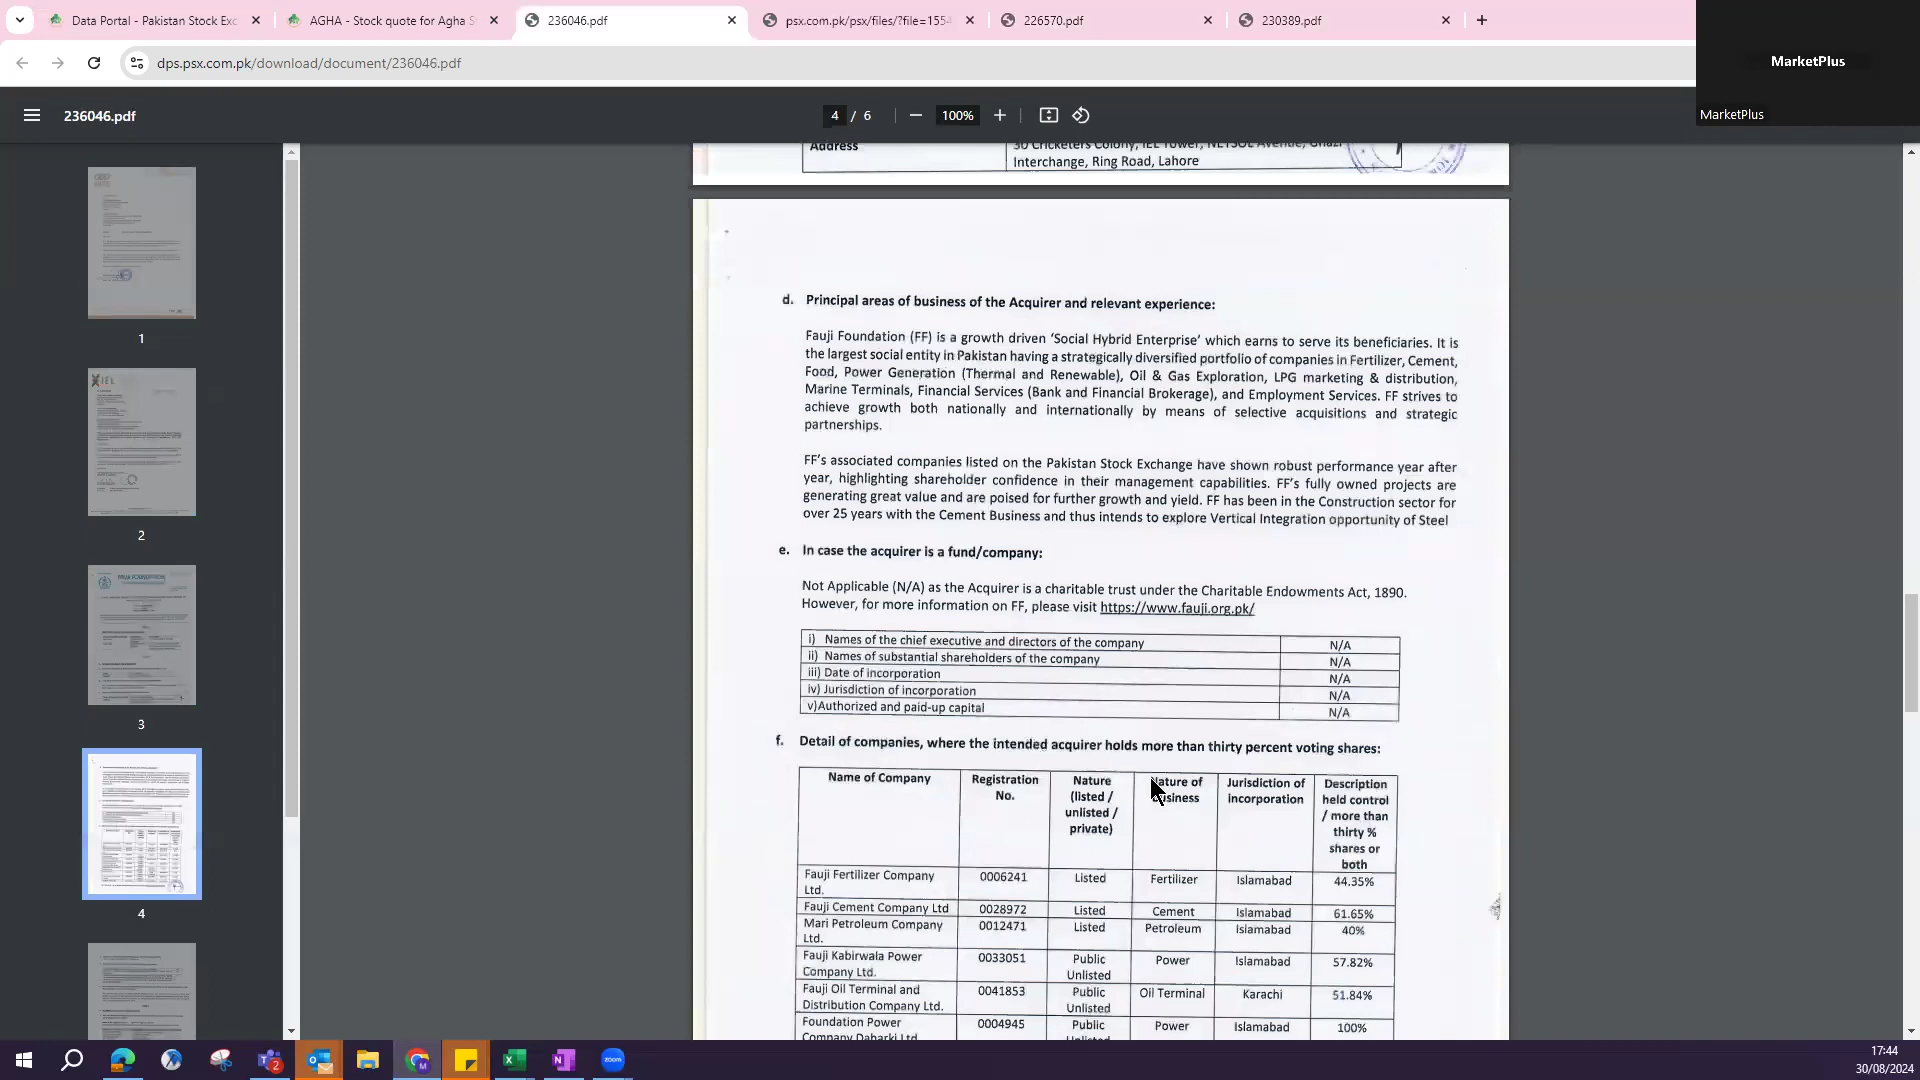 Data Portal - Pakistan Stock Exc
AGHA - Stock quote for Agha S
236046.pdf
psx.com.pk/psx/files/?file=1554
226570.pdf
230389.pdf
dps.psx.com.pk/download/document/236046.pdf
MarketPlus
MarketPlus
236046.pdf
4 / 6
100%
Address
30 Cricketers Colony, IEL Tower, NETSOL Avenue, Ghazi
Interchange, Ring Road, Lahore
d. Principal areas of business of the Acquirer and relevant experience:
Fauji Foundation (FF) is a growth driven ‘Social Hybrid Enterprise’ which earns to serve its beneficiaries. It is
the largest social entity in Pakistan having a strategically diversified portfolio of companies in Fertilizer, Cement,
Food, Power Generation (Thermal and Renewable), Oil & Gas Exploration, LPG marketing & distribution,
Marine Terminals, Financial Services (Bank and Financial Brokerage), and Employment Services. FF strives to
achieve growth both nationally and internationally by means of selective acquisitions and strategic
partnerships.
FF’s associated companies listed on the Pakistan Stock Exchange have shown robust performance year after
year, highlighting shareholder confidence in their management capabilities. FF’s fully owned projects are
generating great value and are poised for further growth and yield. FF has been in the Construction sector for
over 25 years with the Cement Business and thus intends to explore Vertical Integration opportunity of Steel
e. In case the acquirer is a fund/company:
Not Applicable (N/A) as the Acquirer is a charitable trust under the Charitable Endowments Act, 1890.
However, for more information on FF, please visit https://www.fauji.org.pk/
i) Names of the chief executive and directors of the company N/A
ii) Names of substantial shareholders of the company N/A
iii) Date of incorporation N/A
iv) Jurisdiction of incorporation N/A
v)Authorized and paid-up capital N/A
f. Detail of companies, where the intended acquirer holds more than thirty percent voting shares:
Name of Company
Registration
No.
Nature
(listed /
unlisted /
private)
Nature of
business
Jurisdiction of
incorporation
Description
held control
/ more than
thirty %
shares or
both
Fauji Fertilizer Company
Ltd.
0006241 Listed Fertilizer Islamabad 44.35%
Fauji Cement Company Ltd 0028972 Listed Cement Islamabad 61.65%
Mari Petroleum Company
Ltd.
0012471 Listed Petroleum Islamabad 40%
Fauji Kabirwala Power
Company Ltd.
0033051 Public
Unlisted
Power Islamabad 57.82%
Fauji Oil Terminal and
Distribution Company Ltd.
0041853 Public
Unlisted
Oil Terminal Karachi 51.84%
Foundation Power
Company Daharki Ltd
0004945 Public
Unlisted
Power Islamabad 100%
1
2
3
4
17:44
30/08/2024
zoom